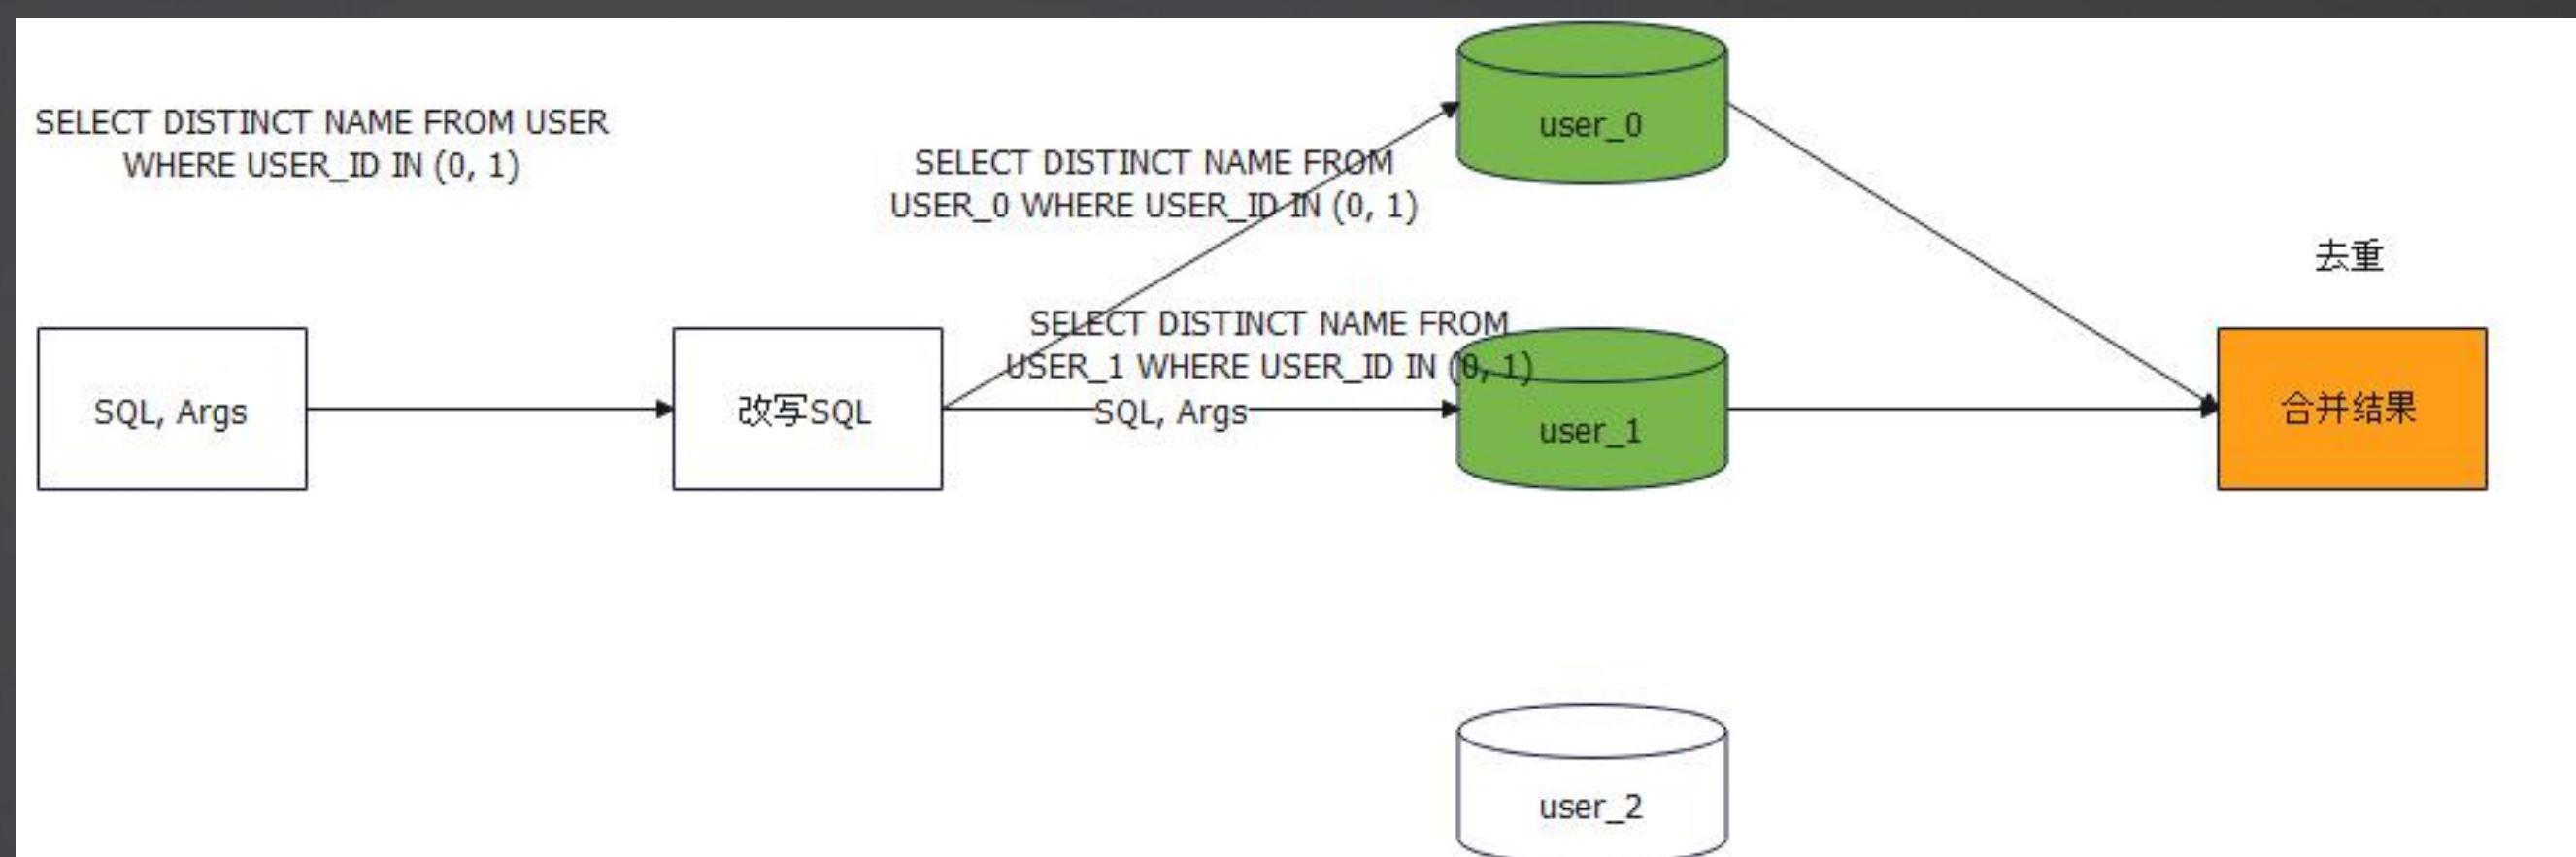 SELECT DISTINCT NAME FROM USER
WHERE USER_ID IN (0, 1)
SELECT DISTINCT NAME FROM
USER_0 WHERE USER_ID IN (0, 1)
user_0
去重
SELECT DISTINCT NAME FROM
USER_1 WHERE USER_ID IN (0, 1)
SQL, Args
改写SQL
SQL, Args
user_1
合并结果
user_2